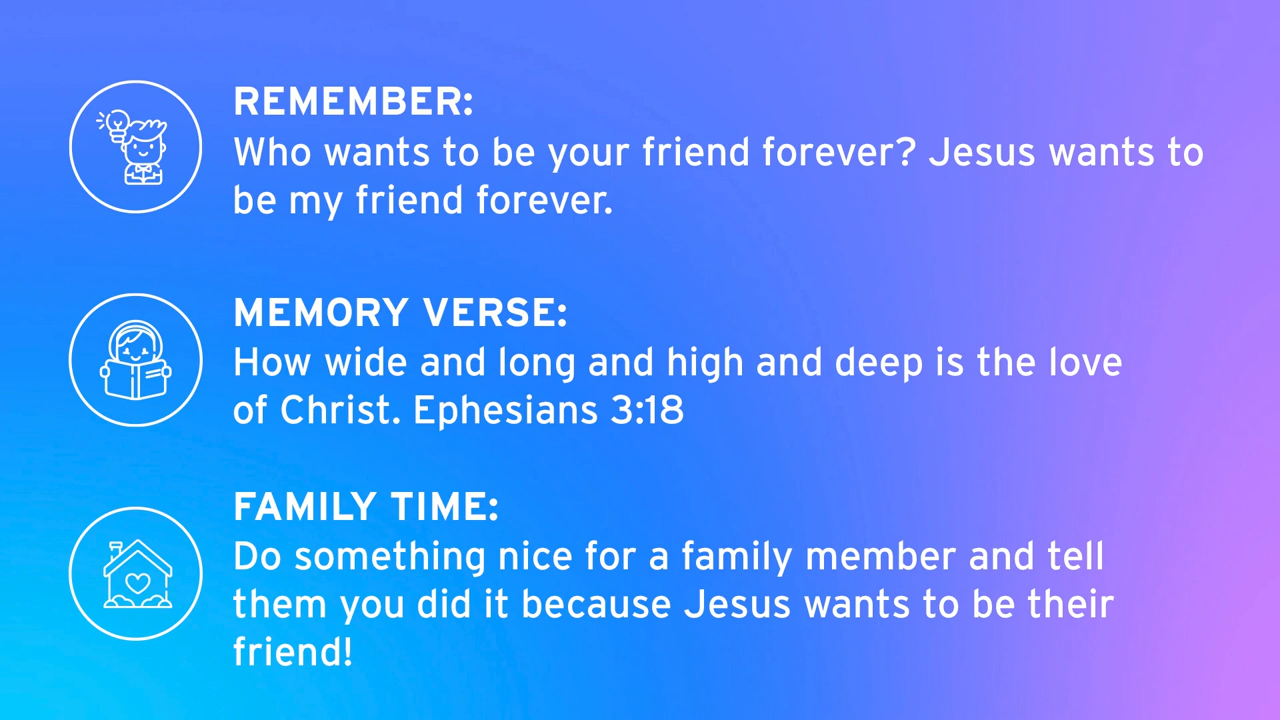 REMEMBER:
Who wants to be your friend forever? Jesus wants to
be my friend forever.
MEMORY VERSE:
How wide and long and high and deep is the love
of Christ. Ephesians 3:18
FAMILY TIME:
Do something nice for a family member and tell
them you did it because Jesus wants to be their
friend!